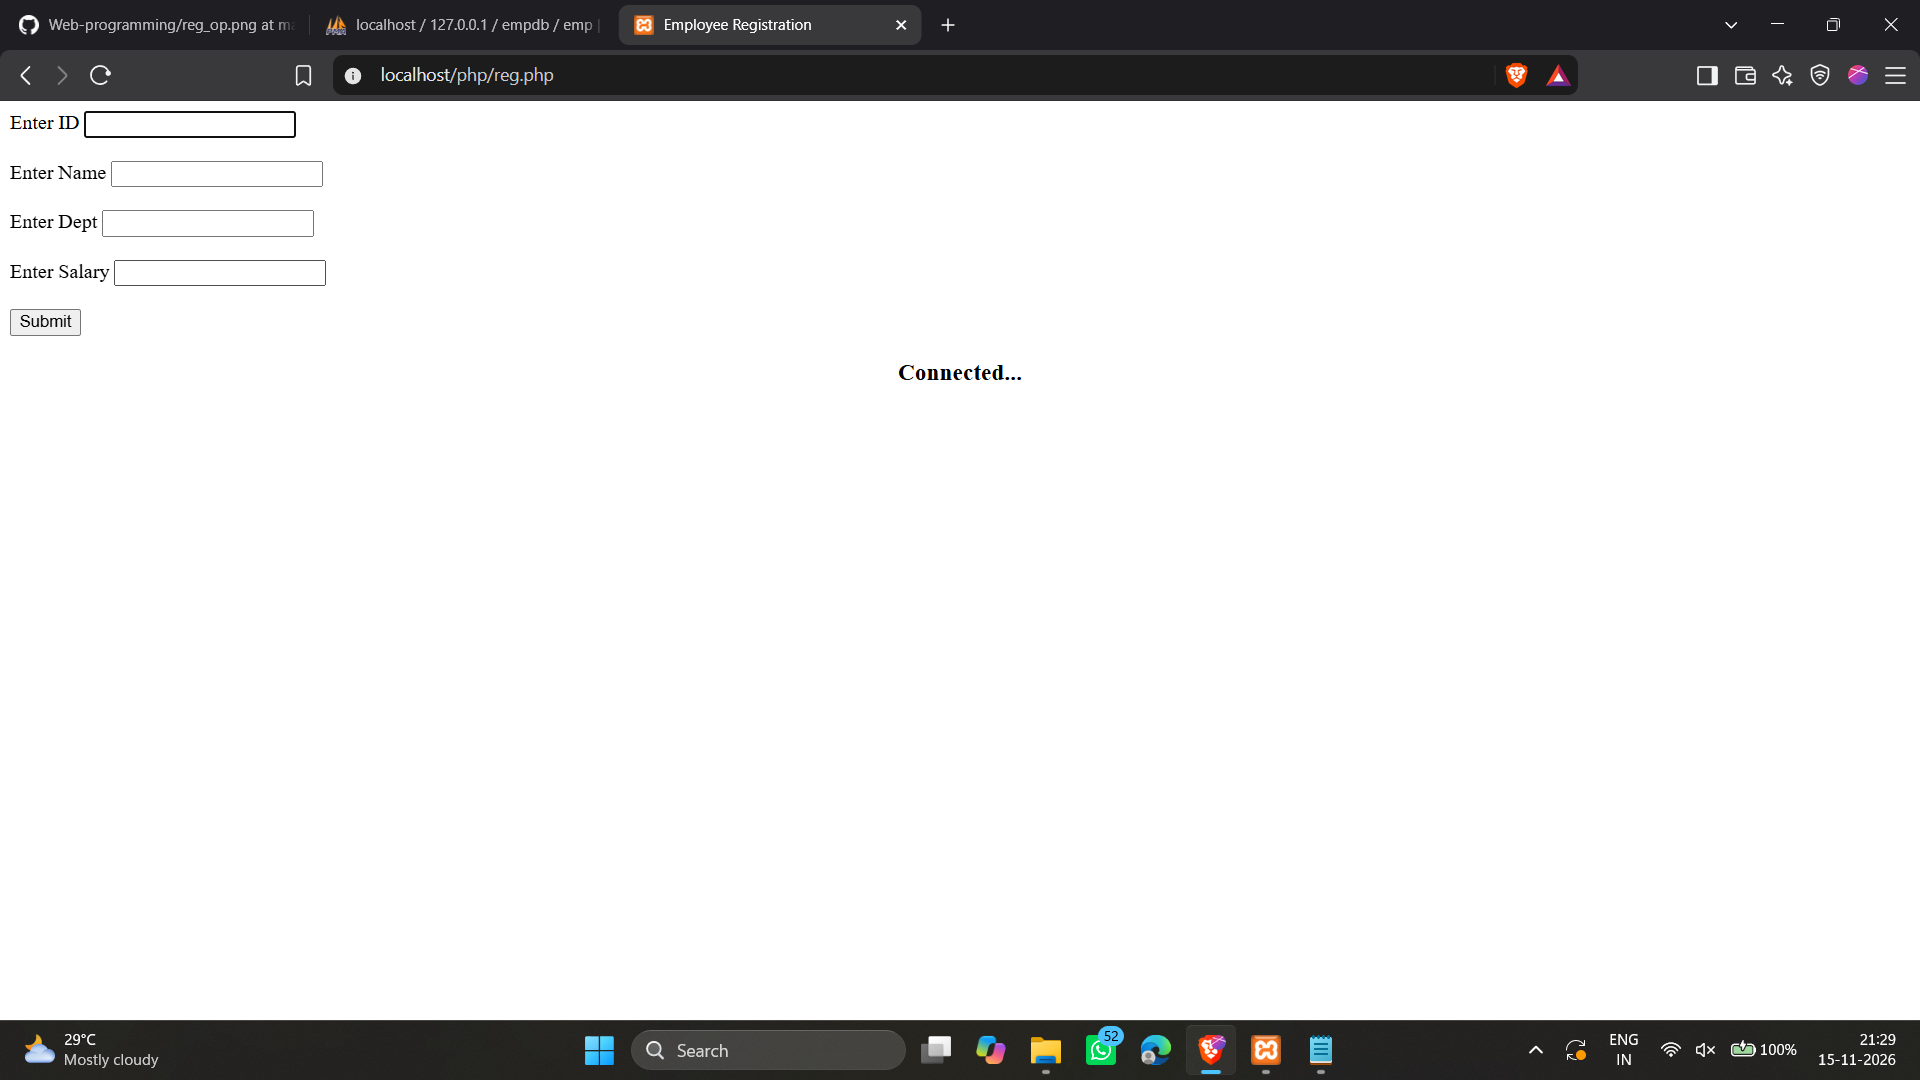 Web-programming/reg_op.png at ma
localhost / 127.0.0.1 / empdb / emp |
Employee Registration
localhost/php/reg.php
Enter ID
Enter Name
Enter Dept
Enter Salary
Submit
Connected...
29°C
Mostly cloudy
Search
52
ENG
IN
100%
21:29
15-11-2026